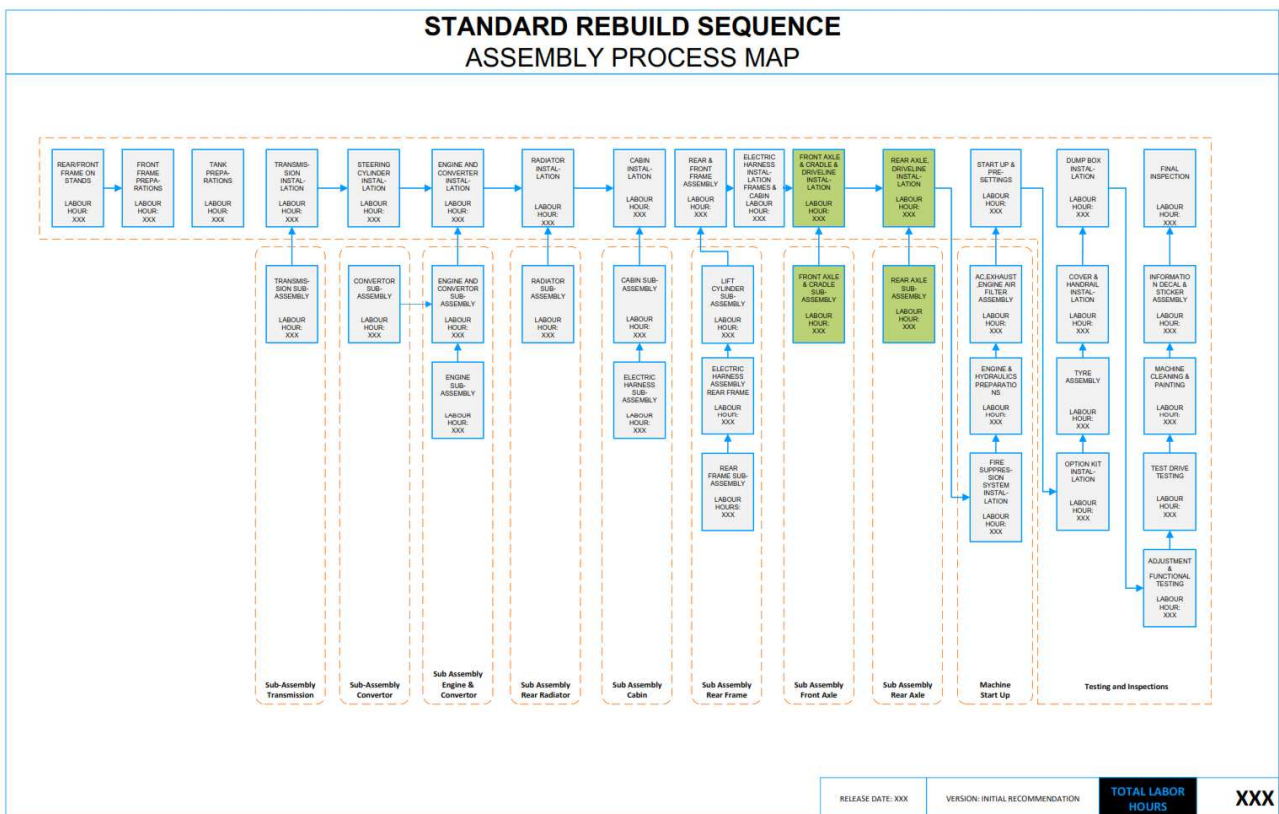 STANDARD REBUILD SEQUENCE
ASSEMBLY PROCESS MAP
REAR/FRONT
FRAME ON
STANDS
LABOUR
HOUR:
XXX
FRONT
FRAME
PREPA-
RATIONS
LABOUR
HOUR:
XXX
TANK
PREPA-
RATIONS
LABOUR
HOUR:
XXX
TRANSMIS-
SION
INSTAL-
LATION
LABOUR
HOUR:
XXX
STEERING
CYLINDER
INSTAL-
LATION
LABOUR
HOUR:
XXX
ENGINE AND
CONVERTER
INSTAL-
LATION
LABOUR
HOUR:
XXX
RADIATOR
INSTAL-
LATION
LABOUR
HOUR:
XXX
CABIN
INSTAL-
LATION
LABOUR
HOUR:
XXX
REAR &
FRONT
FRAME
ASSEMBLY
LABOUR
HOUR:
XXX
ELECTRIC
HARNESS
INSTAL-
LATION
FRAMES &
CABIN
LABOUR
HOUR:
XXX
FRONT AXLE
& CRADLE &
DRIVELINE
INSTAL-
LATION
LABOUR
HOUR:
XXX
REAR AXLE,
DRIVELINE
INSTAL-
LATION
LABOUR
HOUR:
XXX
START UP &
PRE-
SETTINGS
LABOUR
HOUR:
XXX
DUMP BOX
INSTAL-
LATION
LABOUR
HOUR:
XXX
FINAL
INSPECTION
LABOUR
HOUR:
XXX
TRANSMIS-
SION SUB-
ASSEMBLY
LABOUR
HOUR:
XXX
CONVERTOR
SUB-
ASSEMBLY
LABOUR
HOUR:
XXX
ENGINE AND
CONVERTOR
SUB-
ASSEMBLY
LABOUR
HOUR:
XXX
RADIATOR
SUB-
ASSEMBLY
LABOUR
HOUR:
XXX
CABIN SUB-
ASSEMBLY
LABOUR
HOUR:
XXX
LIFT
CYLINDER
SUB-
ASSEMBLY
LABOUR
HOUR:
XXX
FRONT AXLE
& CRADLE
SUB-
ASSEMBLY
LABOUR
HOUR:
XXX
REAR AXLE
SUB-
ASSEMBLY
LABOUR
HOUR:
XXX
AC,EXHAUST
,ENGINE AIR
FILTER
ASSEMBLY
LABOUR
HOUR:
XXX
COVER &
HANDRAIL
INSTAL-
LATION
LABOUR
HOUR:
XXX
INFORMATIO
N DECAL &
STICKER
ASSEMBLY
LABOUR
HOUR:
XXX
ENGINE
SUB-
ASSEMBLY
LABOUR
HOUR:
XXX
ELECTRIC
HARNESS
SUB-
ASSEMBLY
LABOUR
HOUR:
XXX
ELECTRIC
HARNESS
ASSEMBLY
REAR FRAME
LABOUR
HOUR:
XXX
ENGINE &
HYDRAULICS
PREPARATIO
NS
LABOUR
HOUR:
XXX
TYRE
ASSEMBLY
LABOUR
HOUR:
XXX
MACHINE
CLEANING &
PAINTING
LABOUR
HOUR:
XXX
REAR
FRAME SUB-
ASSEMBLY
LABOUR
HOURS:
XXX
FIRE
SUPPRES-
SION
SYSTEM
INSTAL-
LATION
LABOUR
HOUR:
XXX
OPTION KIT
INSTAL-
LATION
LABOUR
HOUR:
XXX
TEST DRIVE
TESTING
LABOUR
HOUR:
XXX
ADJUSTMENT
&
FUNCTIONAL
TESTING
LABOUR
HOUR:
XXX
Sub-Assembly
Transmission
Sub-Assembly
Convertor
Sub Assembly
Engine &
Convertor
Sub Assembly
Rear Radiator
Sub Assembly
Cabin
Sub Assembly
Rear Frame
Sub Assembly
Front Axle
Sub Assembly
Rear Axle
Machine
Start Up
Testing and Inspections
RELEASE DATE: XXX
VERSION: INITIAL RECOMMENDATION
TOTAL LABOR
HOURS
XXX